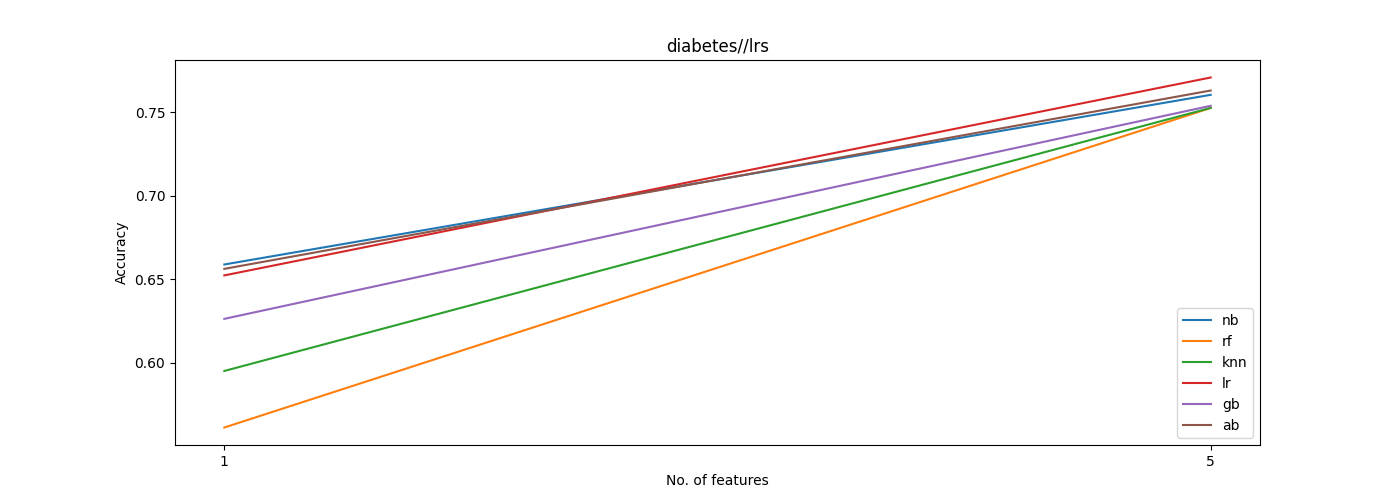 diabetes//lrs
Accuracy
0.75
0.70
0.65
0.60
nb
rf
knn
lr
gb
ab
1
5
No. of features